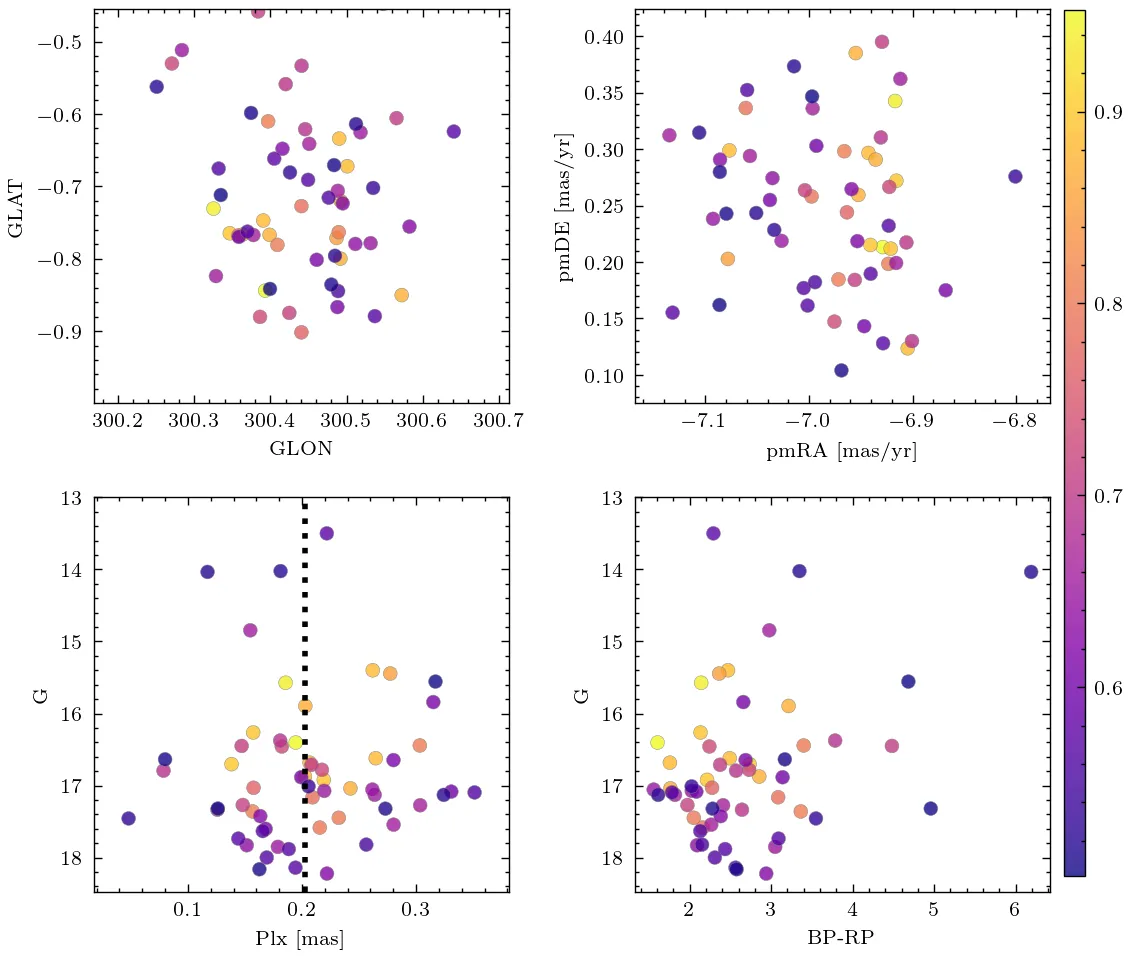 −0.5
−0.6
−0.7
−0.8
−0.9
GLAT
300.2 300.3 300.4 300.5 300.6 300.7
GLON
0.40
0.35
0.30
0.25
0.20
0.15
0.10
pmDE [mas/yr]
−7.1 −7.0 −6.9 −6.8
pmRA [mas/yr]
0.9
0.8
0.7
0.6
13
14
15
16
17
18
G
0.1 0.2 0.3
Plx [mas]
13
14
15
16
17
18
G
2 3 4 5 6
BP-RP